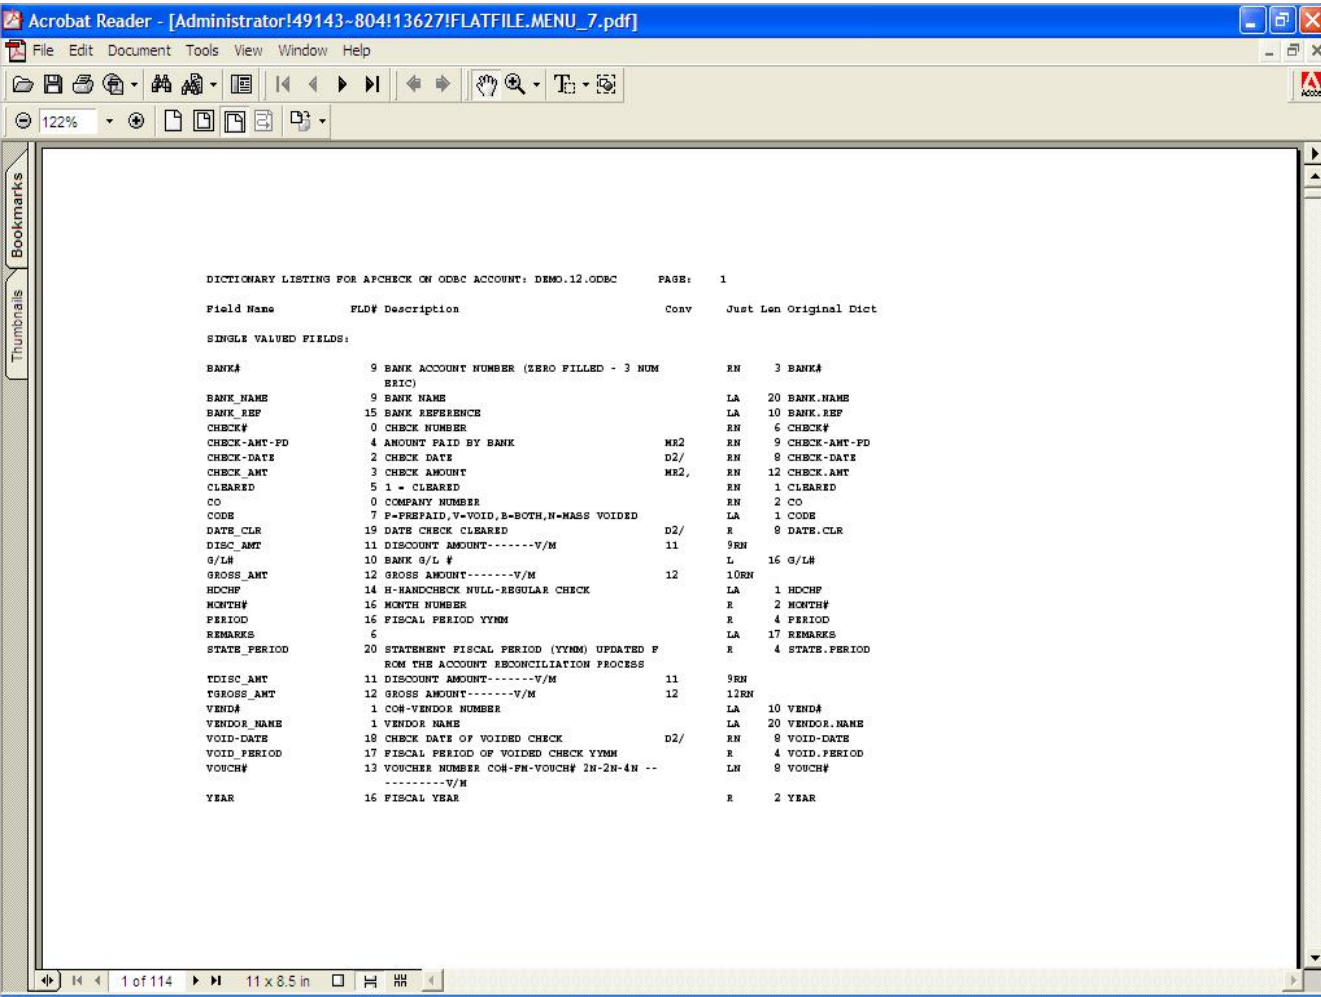 Acrobat Reader - [Administrator!49143~804!13627!FLATFILE.MENU_7.pdf]
File Edit Document Tools View Window Help
Adobe
122%
Bookmarks
Thumbnails
DICTIONARY LISTING FOR APCHECK ON ODBC ACCOUNT: DEMO.12.ODBC PAGE: 1
Field Name FLD# Description Conv Just Len Original Dict
SINGLE VALUED FIELDS:
BANK# 9 BANK ACCOUNT NUMBER (ZERO FILLED - 3 NUM RN 3 BANK#
ERIC)
BANK_NAME 9 BANK NAME LA 20 BANK.NAME
BANK_REF 15 BANK REFERENCE LA 10 BANK.REF
CHECK# 0 CHECK NUMBER RN 6 CHECK#
CHECK-AMT-PD 4 AMOUNT PAID BY BANK MR2 RN 9 CHECK-AMT-PD
CHECK-DATE 2 CHECK DATE D2/ RN 8 CHECK-DATE
CHECK_AMT 3 CHECK AMOUNT MR2, RN 12 CHECK.AMT
CLEARED 5 1 = CLEARED RN 1 CLEARED
CO 0 COMPANY NUMBER RN 2 CO
CODE 7 P=PREPAID,V=VOID,B=BOTH,N=MASS VOIDED LA 1 CODE
DATE_CLR 19 DATE CHECK CLEARED D2/ R 8 DATE.CLR
DISC_AMT 11 DISCOUNT AMOUNT-------V/M 11 9RN
G/L# 10 BANK G/L # L 16 G/L#
GROSS_AMT 12 GROSS AMOUNT-------V/M 12 10RN
HDCHF 14 H-HANDCHECK NULL-REGULAR CHECK LA 1 HDCHF
MONTH# 16 MONTH NUMBER R 2 MONTH#
PERIOD 16 FISCAL PERIOD YYMM R 4 PERIOD
REMARKS 6 LA 17 REMARKS
STATE_PERIOD 20 STATEMENT FISCAL PERIOD (YYMM) UPDATED F R 4 STATE.PERIOD
ROM THE ACCOUNT RECONCILIATION PROCESS
TDISC_AMT 11 DISCOUNT AMOUNT-------V/M 11 9RN
TGROSS_AMT 12 GROSS AMOUNT-------V/M 12 12RN
VEND# 1 CO#-VENDOR NUMBER LA 10 VEND#
VENDOR_NAME 1 VENDOR NAME LA 20 VENDOR.NAME
VOID-DATE 18 CHECK DATE OF VOIDED CHECK D2/ RN 8 VOID-DATE
VOID_PERIOD 17 FISCAL PERIOD OF VOIDED CHECK YYMM R 4 VOID.PERIOD
VOUCH# 13 VOUCHER NUMBER CO#-FM-VOUCH# 2N-2N-4N -- LN 8 VOUCH#
---------V/M
YEAR 16 FISCAL YEAR R 2 YEAR
1 of 114 11 x 8.5 in